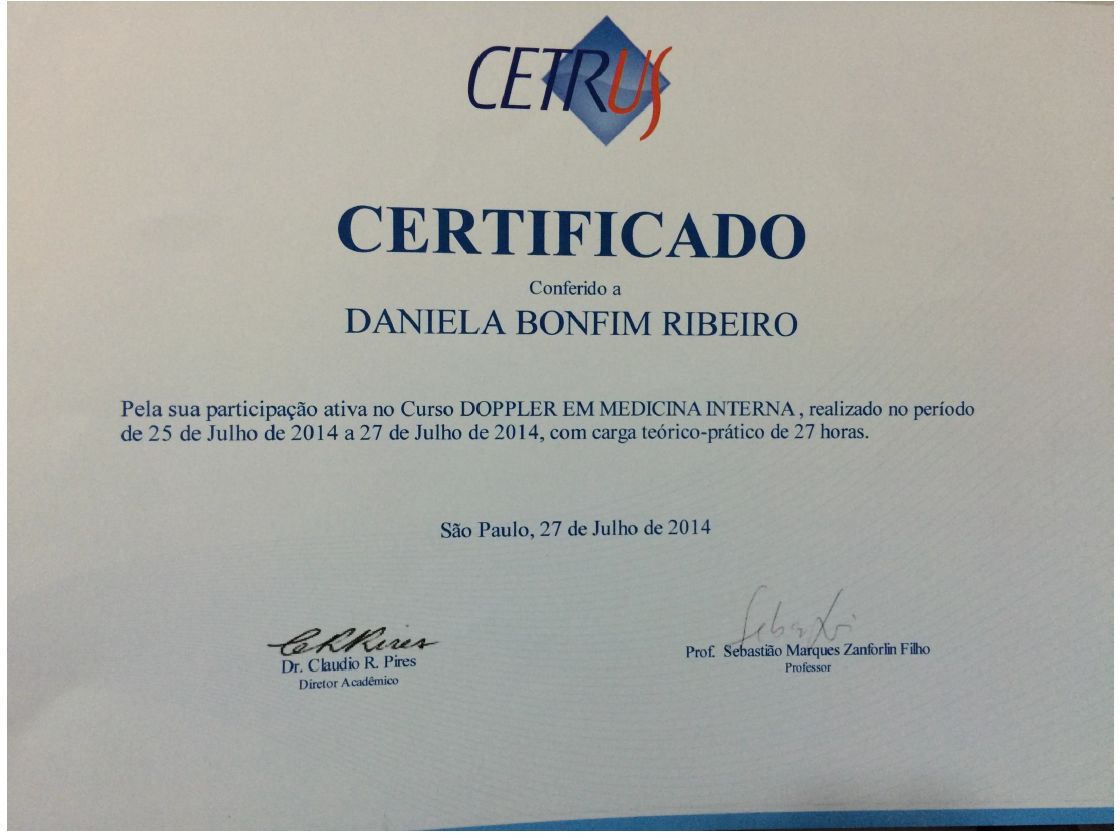 CETRUS
CERTIFICADO
Conferido a
DANIELA BONFIM RIBEIRO
Pela sua participação ativa no Curso DOPPLER EM MEDICINA INTERNA , realizado no período
de 25 de Julho de 2014 a 27 de Julho de 2014, com carga teórico-prático de 27 horas.
São Paulo, 27 de Julho de 2014
Dr. Claudio R. Pires
Diretor Acadêmico
Prof. Sebastião Marques Zanforlin Filho
Professor